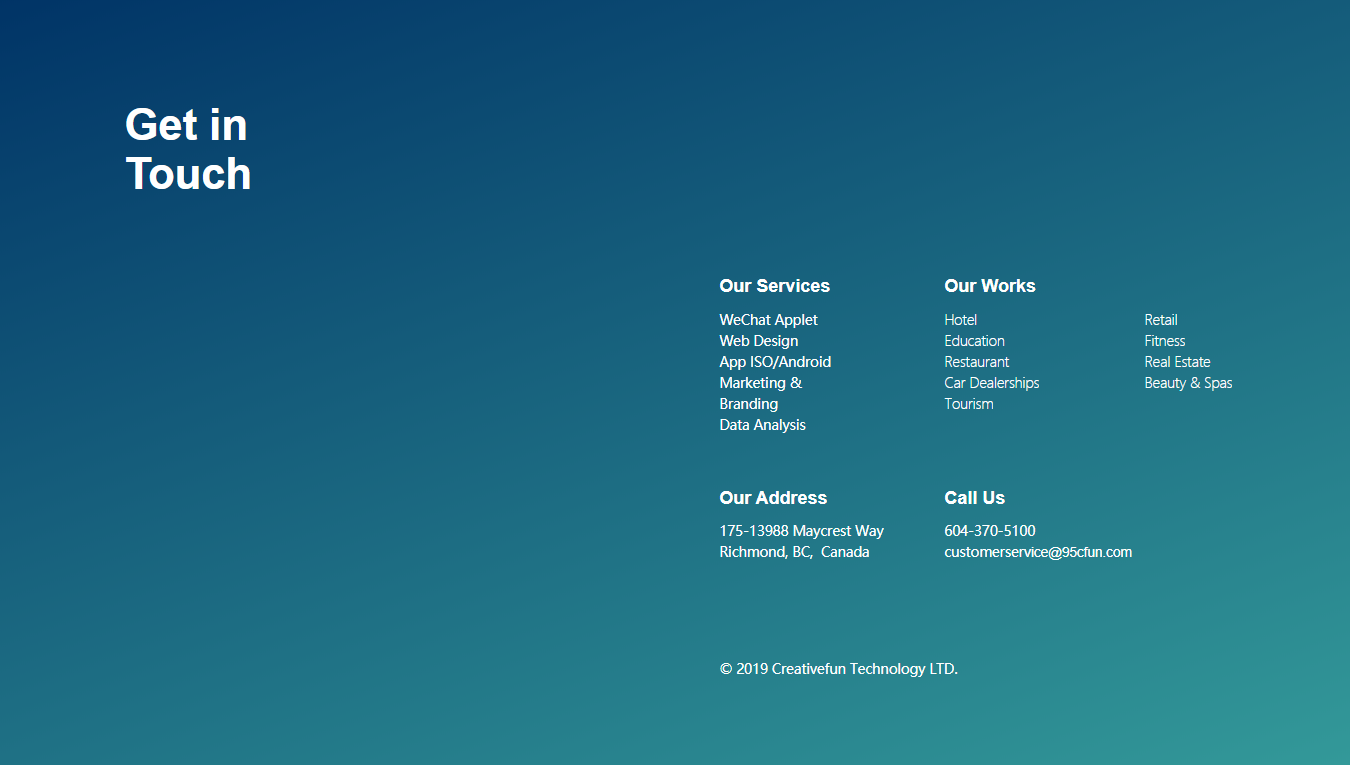 Get in
Touch
Our Services
WeChat Applet
Web Design
App ISO/Android
Marketing &
Branding
Data Analysis
Our Works
Hotel
Education
Restaurant
Car Dealerships
Tourism
Retail
Fitness
Real Estate
Beauty & Spas
Our Address
175-13988 Maycrest Way
Richmond, BC,  Canada
Call Us
604-370-5100
customerservice@95cfun.com
© 2019 Creativefun Technology LTD.